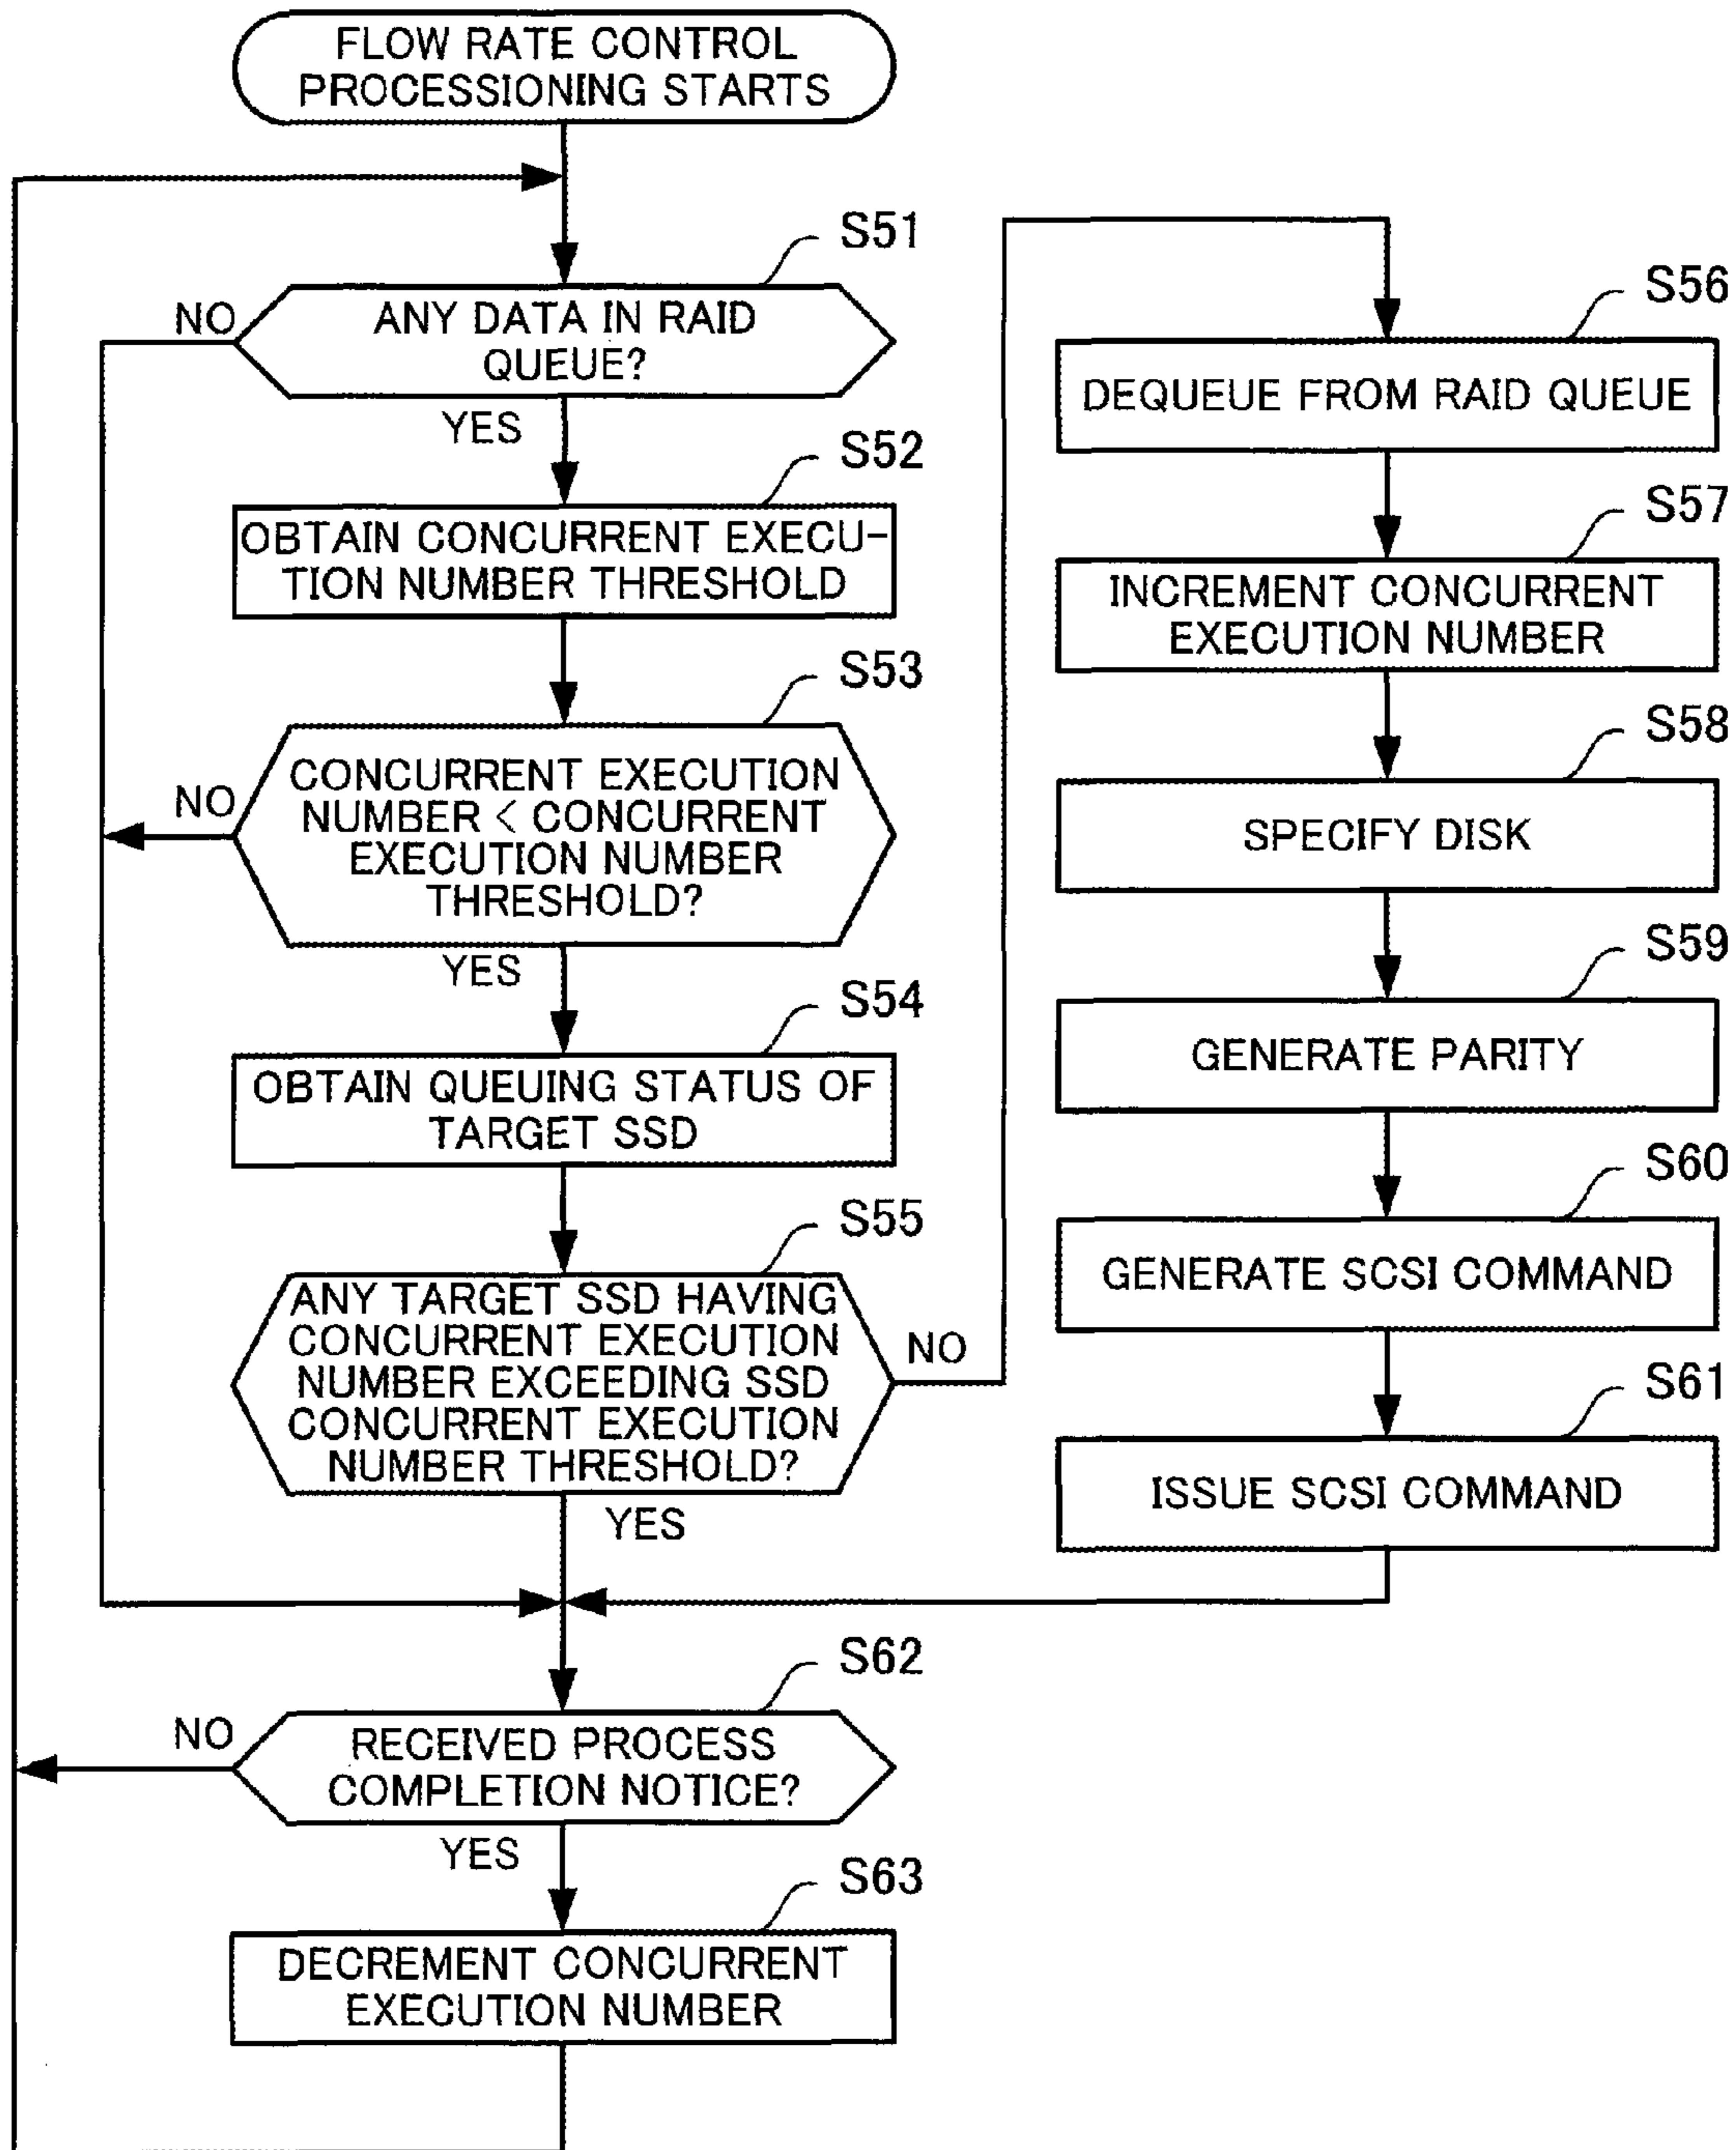 FLOW RATE CONTROL
PROCESSIONING STARTS
S51
NO
ANY DATA IN RAID
QUEUE?
YES
S52
OBTAIN CONCURRENT EXECU-
TION NUMBER THRESHOLD
S53
NO
CONCURRENT EXECUTION
NUMBER < CONCURRENT
EXECUTION NUMBER
THRESHOLD?
YES
S54
OBTAIN QUEUING STATUS OF
TARGET SSD
S55
ANY TARGET SSD HAVING
CONCURRENT EXECUTION
NUMBER EXCEEDING SSD
CONCURRENT EXECUTION
NUMBER THRESHOLD?
NO
YES
S56
DEQUEUE FROM RAID QUEUE
S57
INCREMENT CONCURRENT
EXECUTION NUMBER
S58
SPECIFY DISK
S59
GENERATE PARITY
S60
GENERATE SCSI COMMAND
S61
ISSUE SCSI COMMAND
S62
NO
RECEIVED PROCESS
COMPLETION NOTICE?
YES
S63
DECREMENT CONCURRENT
EXECUTION NUMBER